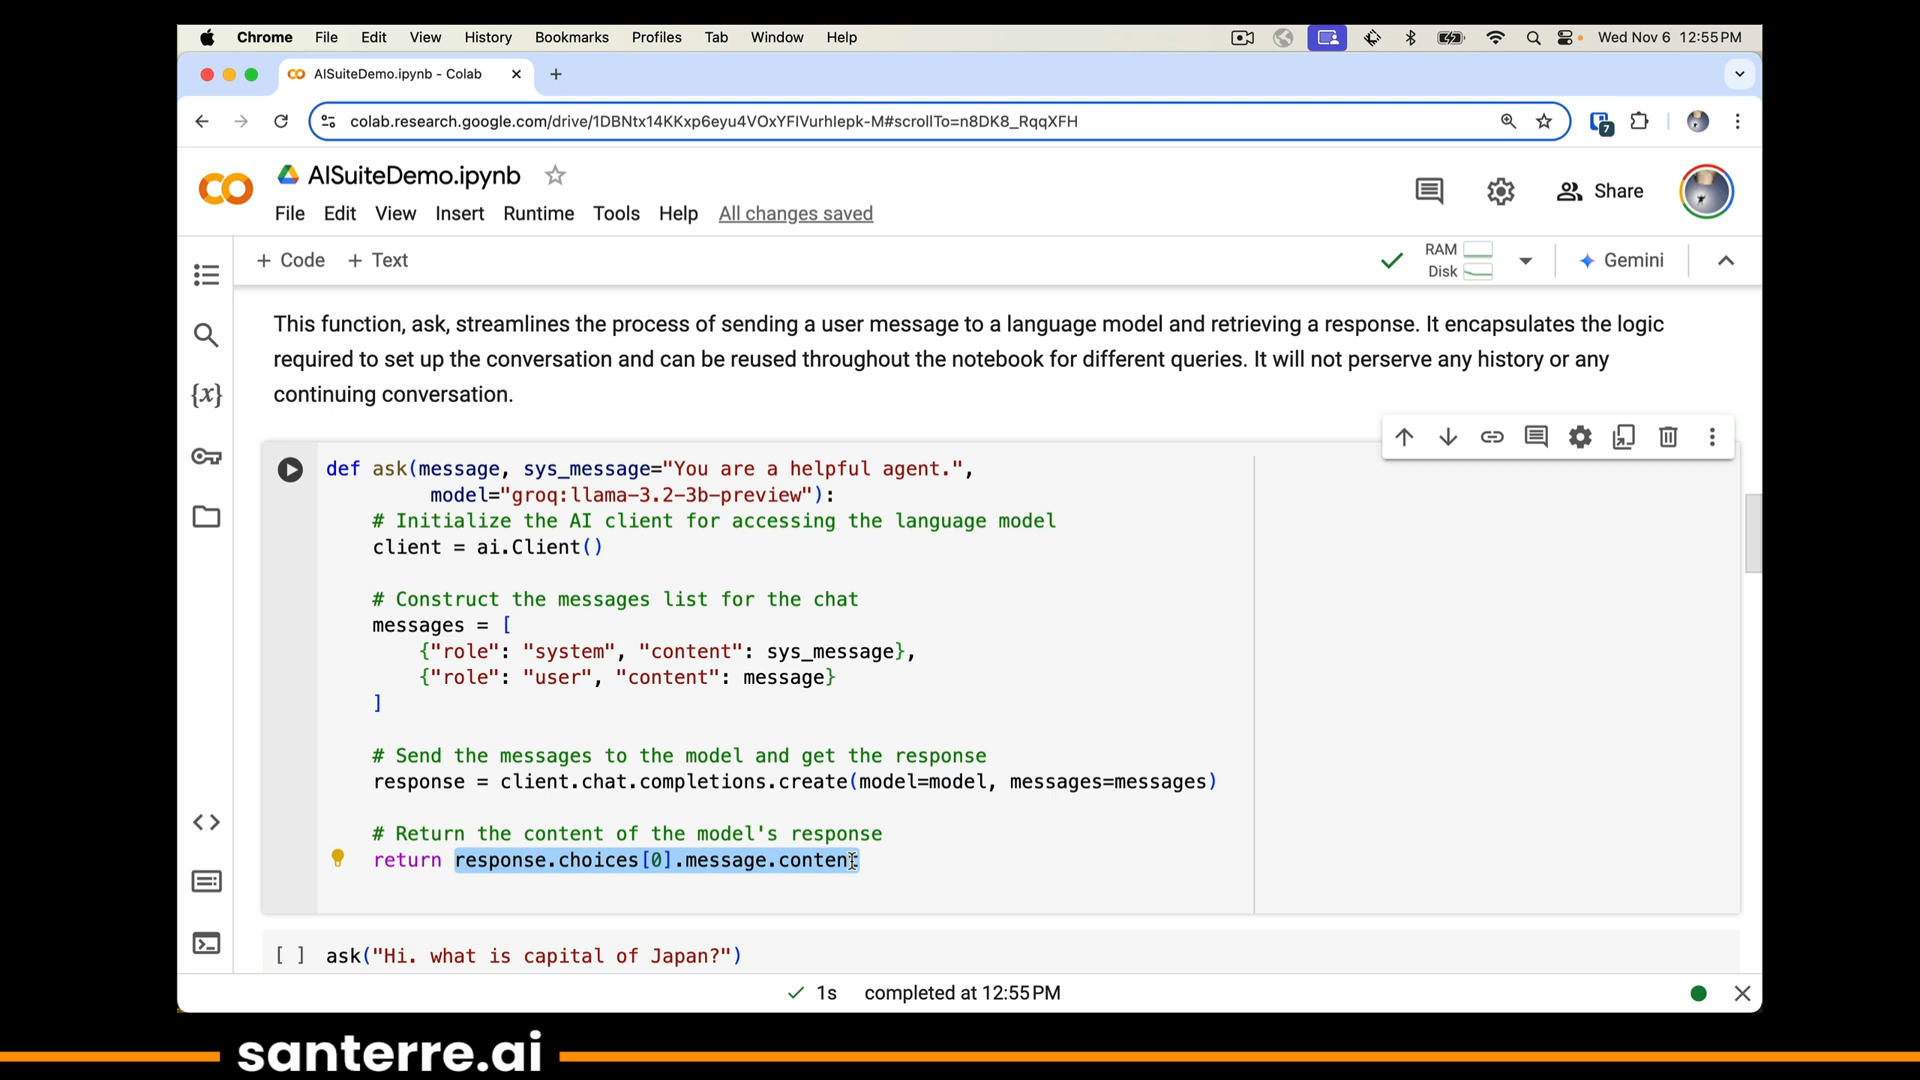 Chrome File Edit View History Bookmarks Profiles Tab Window Help Wed Nov 6 12:55 PM
AISuiteDemo.ipynb - Colab
colab.research.google.com/drive/1DBNtx14KKxp6eyu4VOxYFlVurhIepk-M#scrollTo=n8DK8_RqqXFH
7
AISuiteDemo.ipynb
File Edit View Insert Runtime Tools Help All changes saved
Share
+ Code + Text
RAM
Disk
Gemini
This function, ask, streamlines the process of sending a user message to a language model and retrieving a response. It encapsulates the logic
required to set up the conversation and can be reused throughout the notebook for different queries. It will not perserve any history or any
continuing conversation.
def ask(message, sys_message="You are a helpful agent.",
model="groq:llama-3.2-3b-preview"):
# Initialize the AI client for accessing the language model
client = ai.Client()
# Construct the messages list for the chat
messages = [
{"role": "system", "content": sys_message},
{"role": "user", "content": message}
]
# Send the messages to the model and get the response
response = client.chat.completions.create(model=model, messages=messages)
# Return the content of the model's response
return response.choices[0].message.content
[ ] ask("Hi. what is capital of Japan?")
1s completed at 12:55 PM
santerre.ai